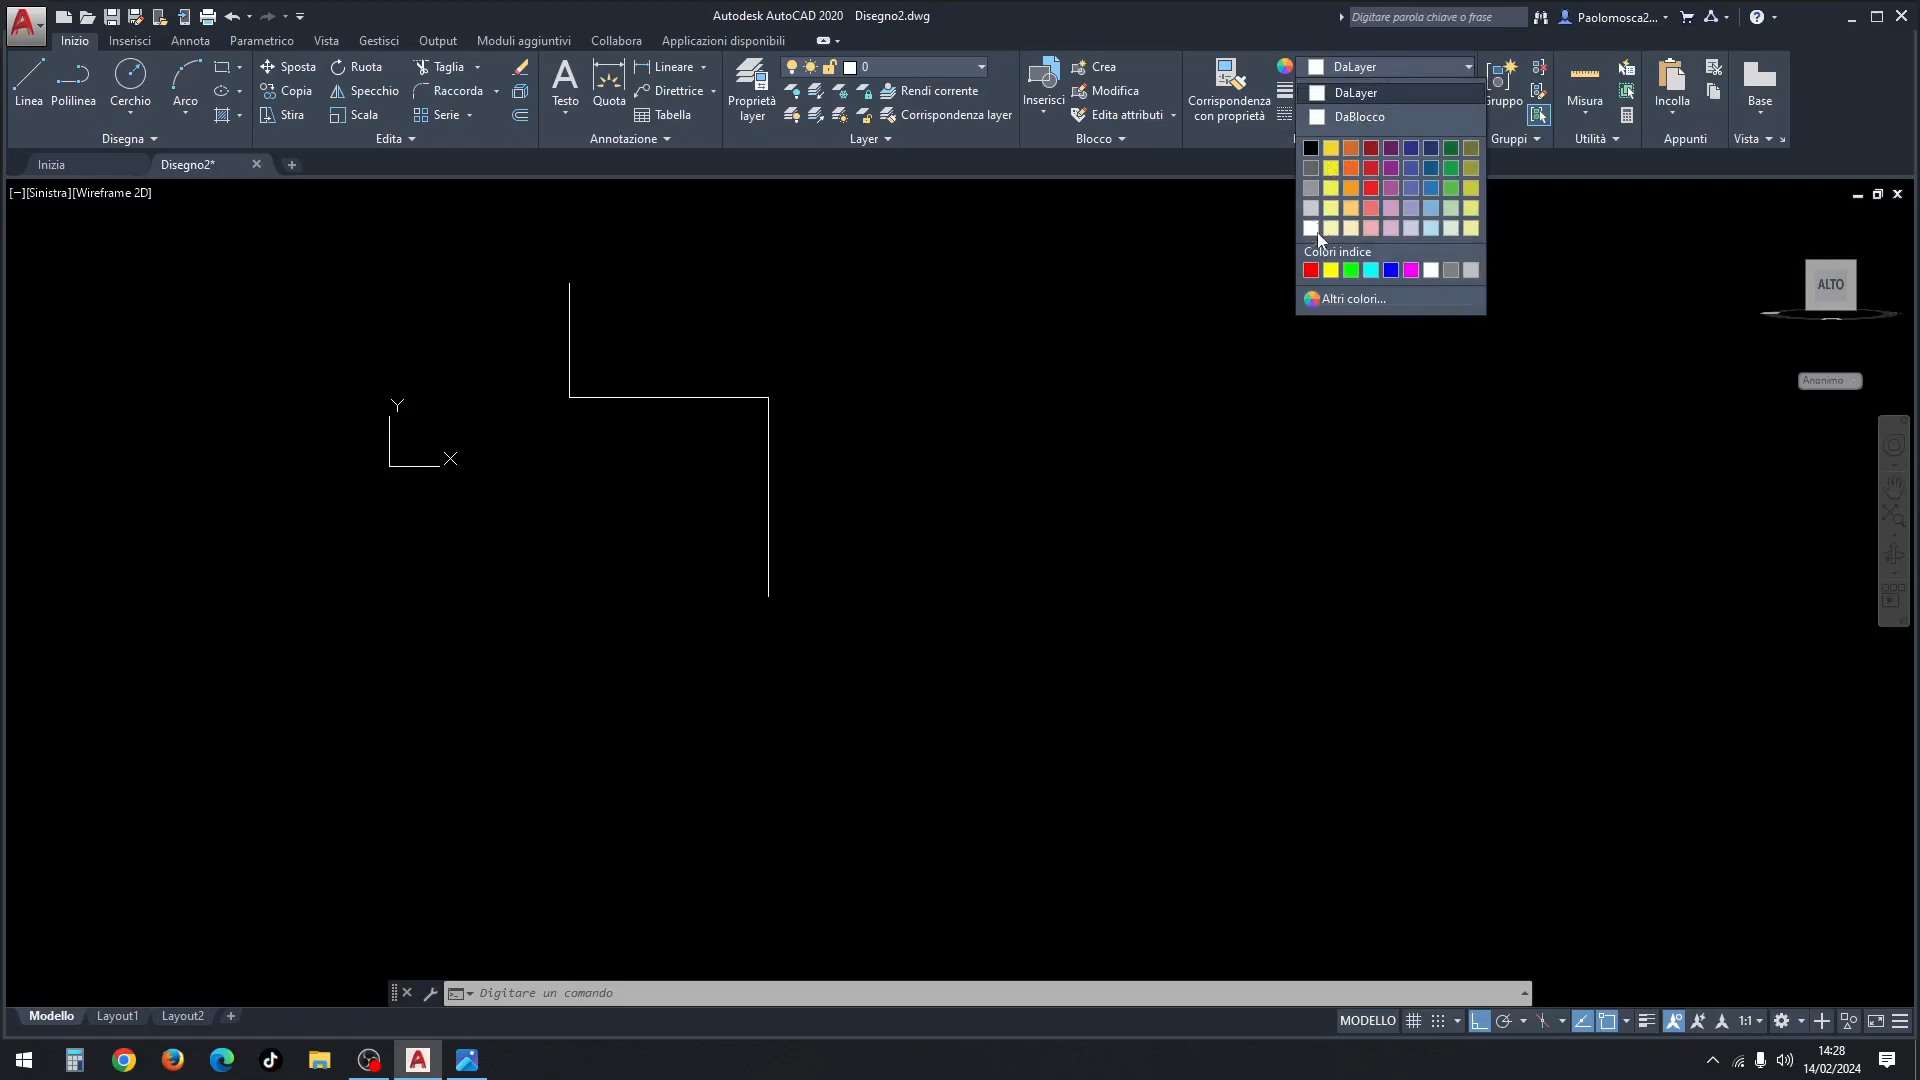 Autodesk AutoCAD 2020 Disegno2.dwg
Digitare parola chiave o frase
Paolomosca2...
Inizio Inserisci Annota Parametrico Vista Gestisci Output Moduli aggiuntivi Collabora Applicazioni disponibili
Linea Polilinea Cerchio Arco
Disegna
Sposta Ruota Taglia
Copia Specchio Raccorda
Stira Scala Serie
Edita
Testo Quota
Lineare
Direttrice
Tabella
Annotazione
Proprietà layer
0
Rendi corrente
Corrispondenza layer
Layer
Inserisci
Crea
Modifica
Edita attributi
Blocco
Corrispondenza con proprietà
DaLayer
DaLayer
DaBlocco
Colori indice
Altri colori...
Gruppi
Misura
Utilità
Incolla
Appunti
Base
Vista
Inizia Disegno2*
[−][Sinistra][Wireframe 2D]
ALTO
Anonimo
Y
X
Digitare un comando
Modello Layout1 Layout2
MODELLO
1:1
14:28
14/02/2024